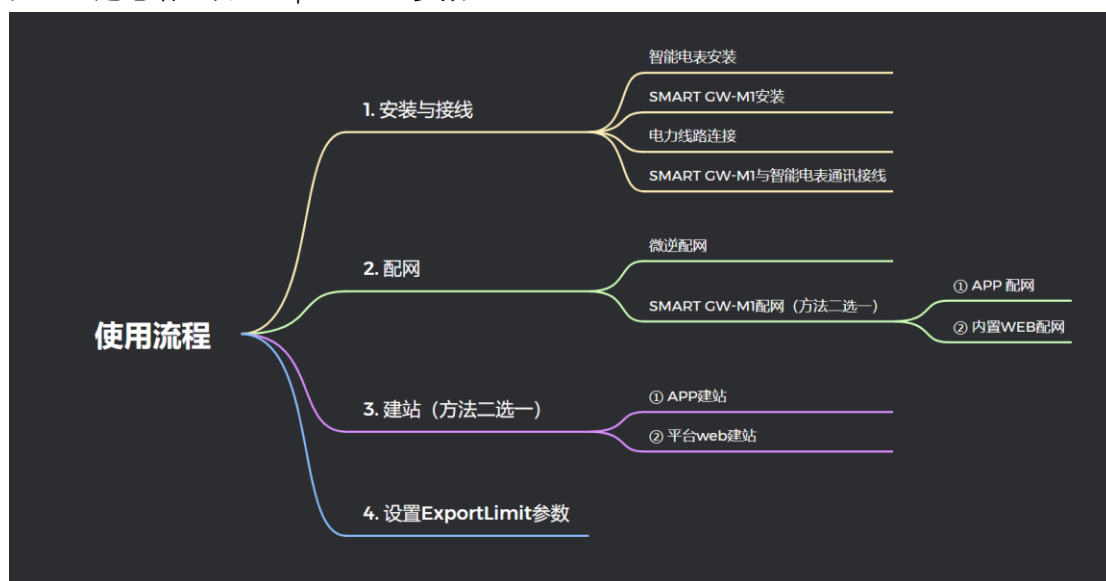 使用流程
1. 安装与接线
智能电表安装
SMART GW-M1安装
电力线路连接
SMART GW-M1与智能电表通讯接线
2. 配网
微逆配网
SMART GW-M1配网（方法二选一）
① APP 配网
② 内置WEB配网
3. 建站（方法二选一）
① APP建站
② 平台web建站
4. 设置ExportLimit参数